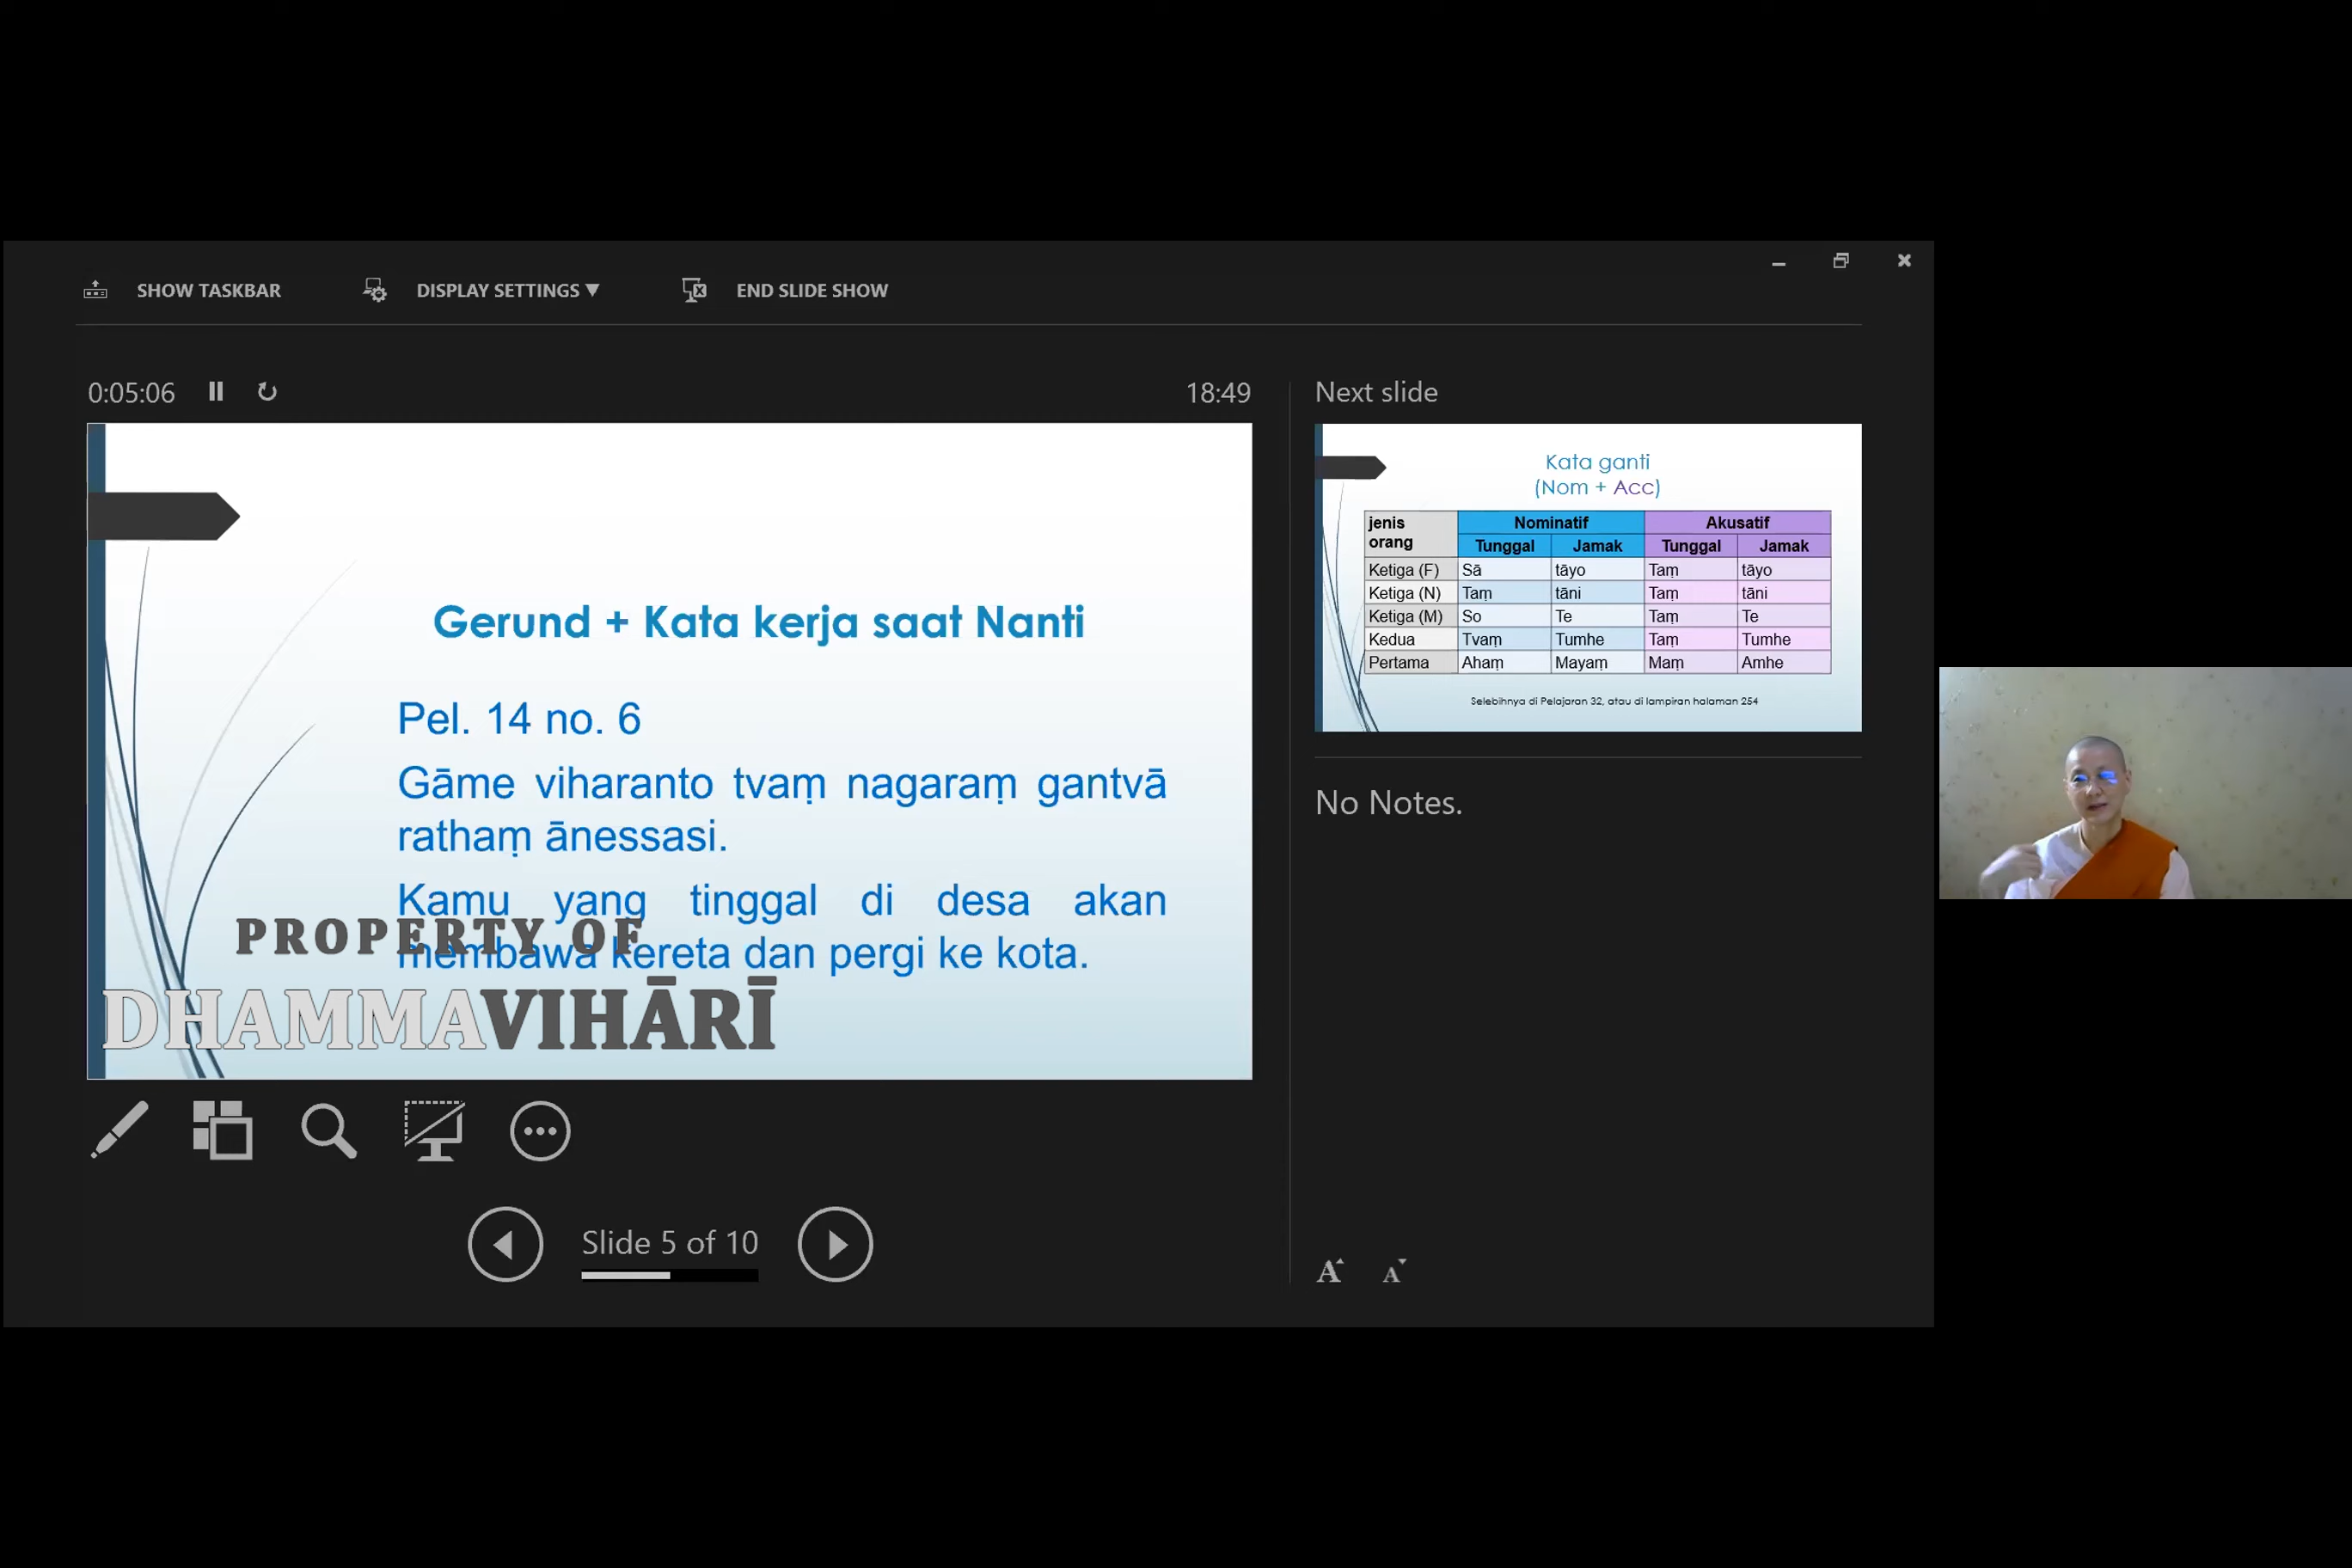 SHOW TASKBAR
DISPLAY SETTINGS ▼
END SLIDE SHOW
0:05:06
18:49
Gerund + Kata kerja saat Nanti
Pel. 14 no. 6
Gāme viharanto tvaṃ nagaraṃ gantvā
rathaṃ ānessasi.
Kamu yang tinggal di desa akan
membawa kereta dan pergi ke kota.
PROPERTY OF
DHAMMAVIHĀRĪ
Slide 5 of 10
Next slide
Kata ganti
(Nom + Acc)
jenis orang Nominatif Akusatif
Tunggal Jamak Tunggal Jamak
Ketiga (F) Sā tāyo Taṃ tāyo
Ketiga (N) Taṃ tāni Taṃ tāni
Ketiga (M) So Te Taṃ Te
Kedua Tvaṃ Tumhe Taṃ Tumhe
Pertama Ahaṃ Mayaṃ Maṃ Amhe
Selebihnya di Pelajaran 32, atau di lampiran halaman 254
No Notes.
A A